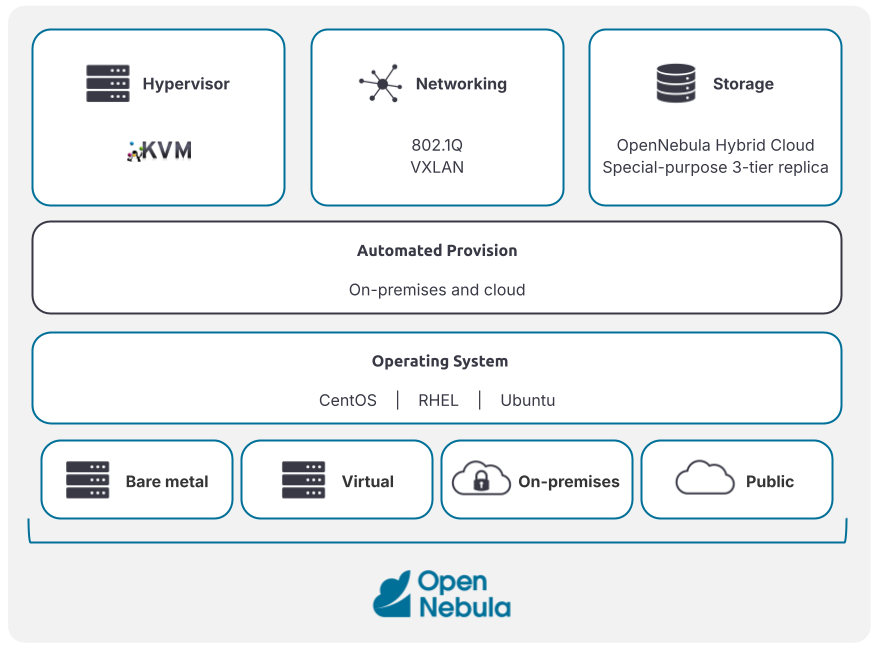 Hypervisor
KVM
Networking
802.1Q
VXLAN
Storage
OpenNebula Hybrid Cloud
Special-purpose 3-tier replica
Automated Provision
On-premises and cloud
Operating System
CentOS | RHEL | Ubuntu
Bare metal
Virtual
On-premises
Public
Open
Nebula